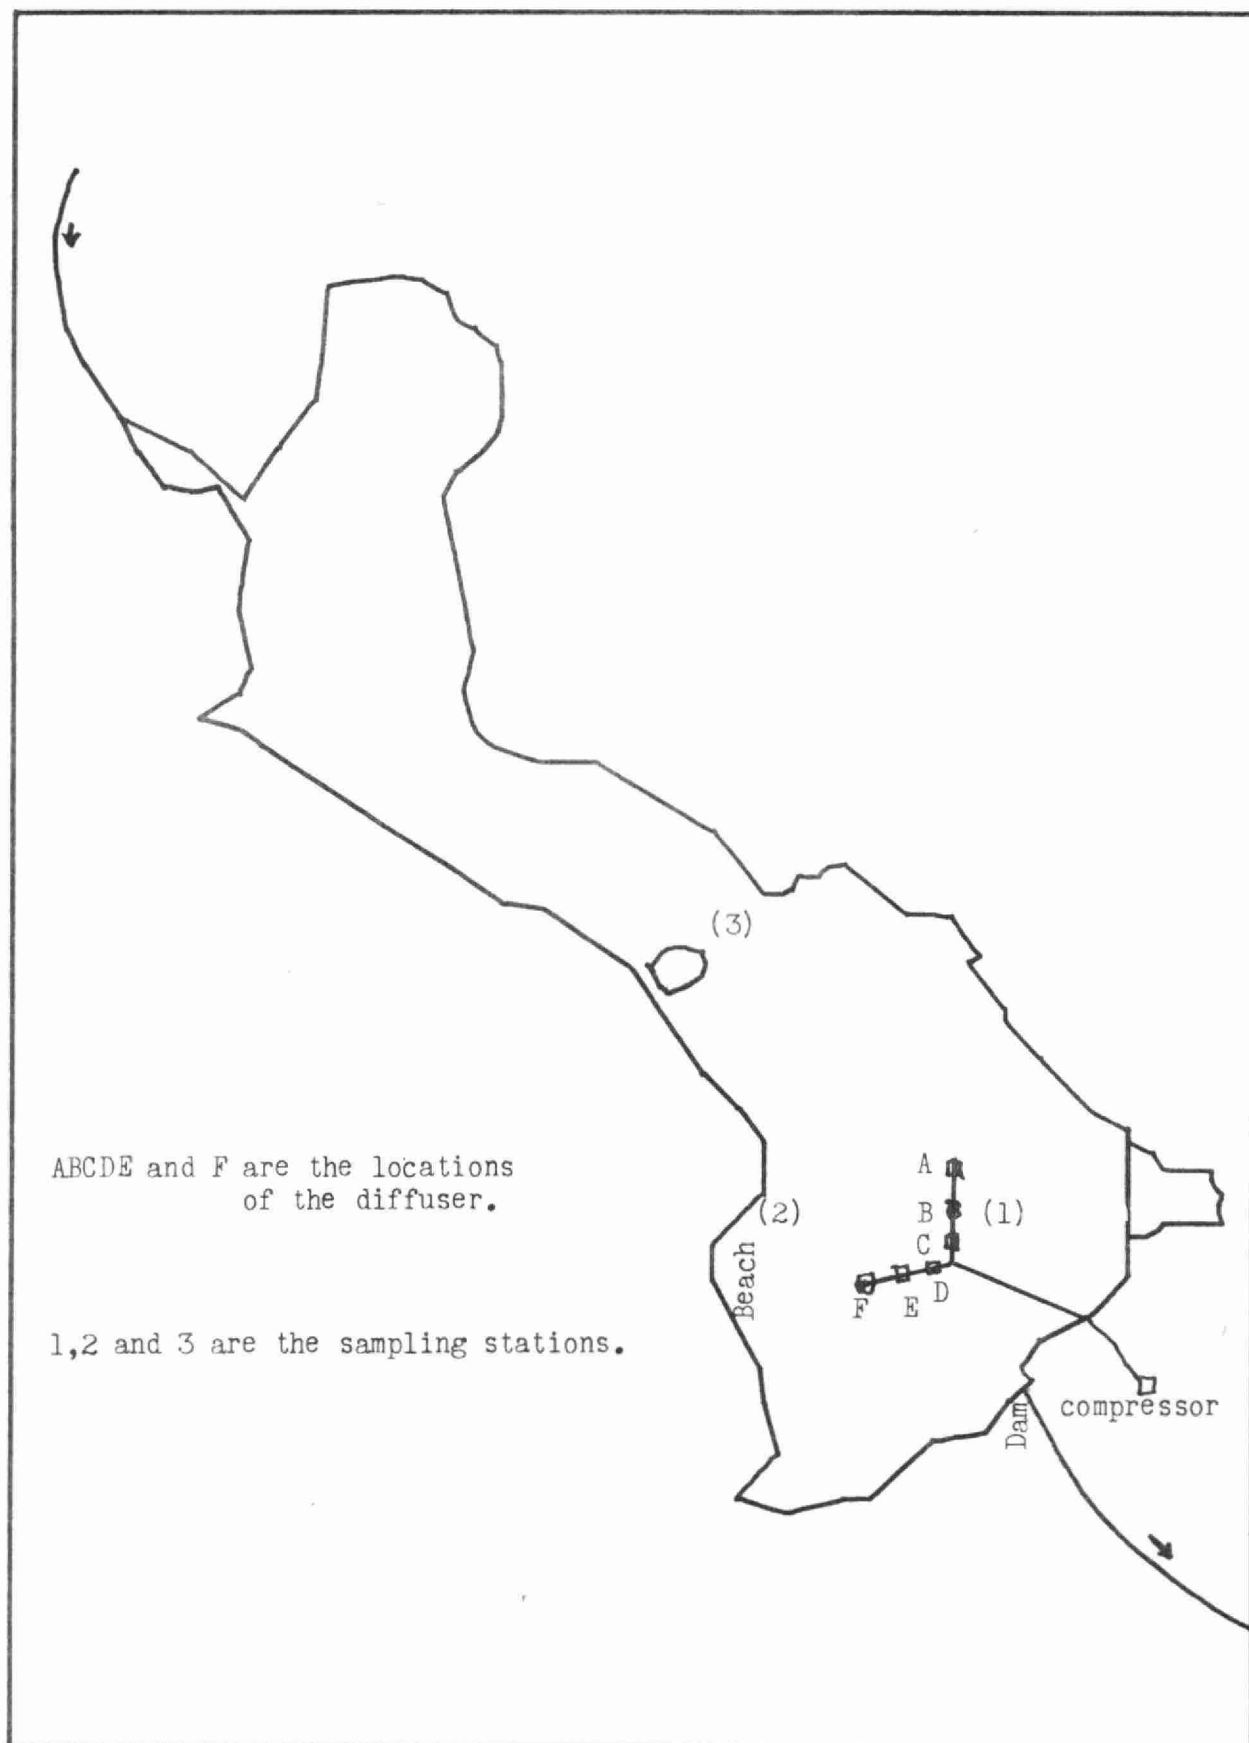 (3)
ABCDE and F are the locations
of the diffuser.
A
B
(1)
(2)
C
D
E
F
Beach
1,2 and 3 are the sampling stations.
compressor
Dam